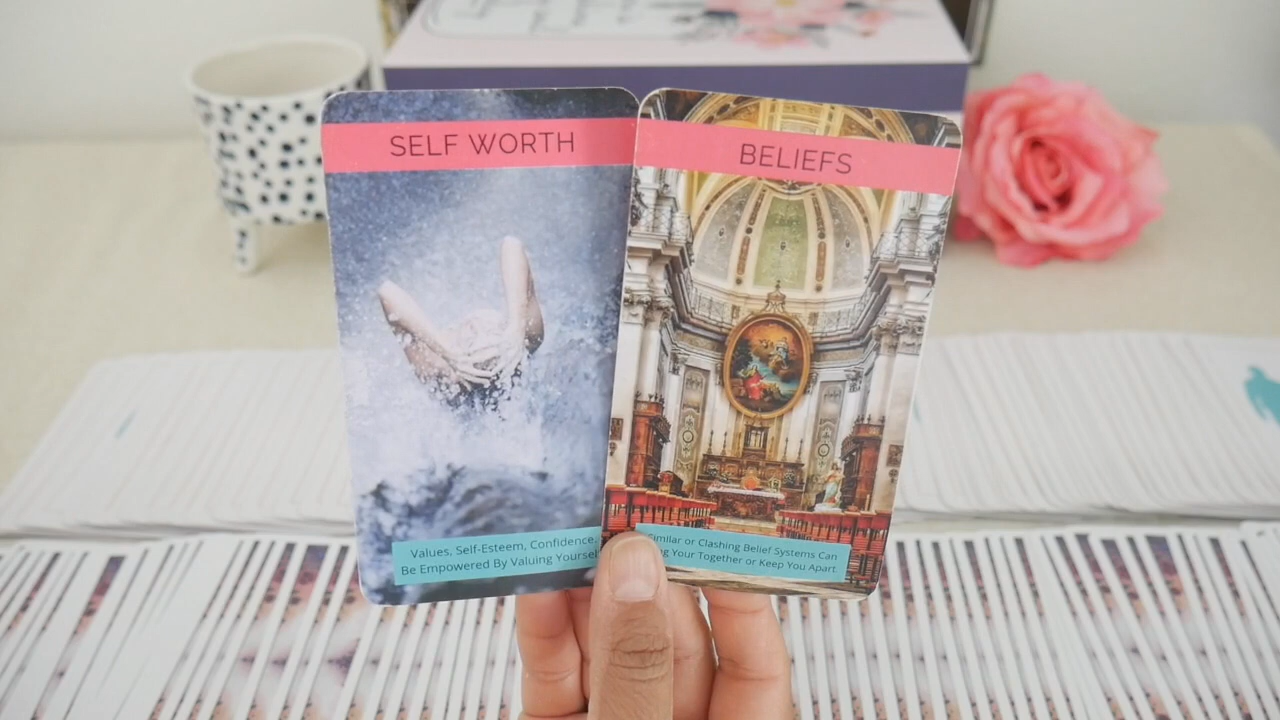 SELF WORTH
Values, Self-Esteem, Confidence.
Be Empowered By Valuing
BELIEFS
Similar or Clashing Belief Systems Can
Your Together or Keep You Apart